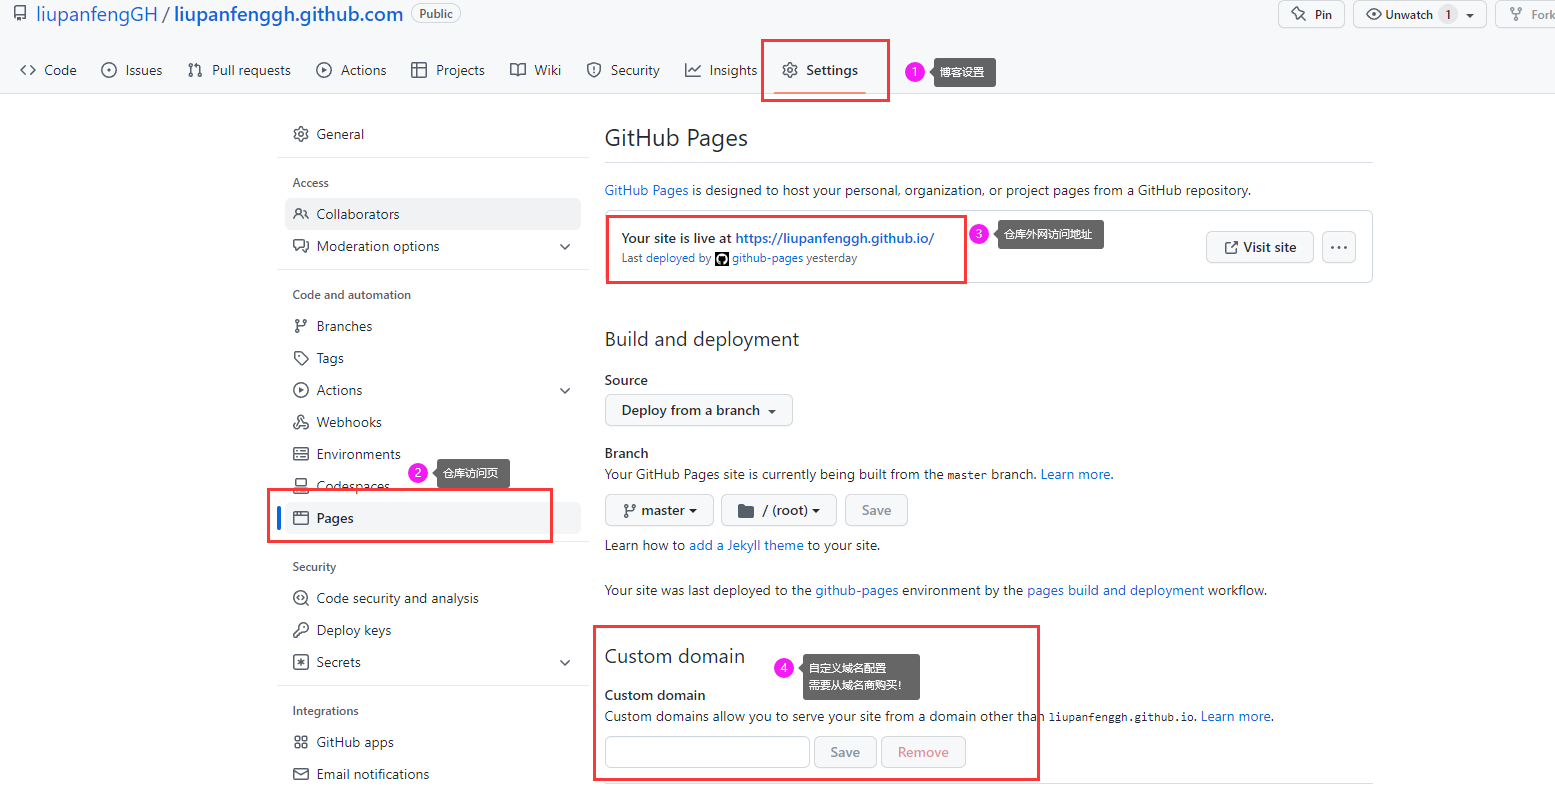 liupanfengGH / liupanfenggh.github.com Public
Pin
Unwatch 1
Fork
Code
Issues
Pull requests
Actions
Projects
Wiki
Security
Insights
Settings
1 博客设置
General
Access
Collaborators
Moderation options
Code and automation
Branches
Tags
Actions
Webhooks
Environments
2 仓库访问页
Codespaces
Pages
Security
Code security and analysis
Deploy keys
Secrets
Integrations
GitHub apps
Email notifications
GitHub Pages
GitHub Pages is designed to host your personal, organization, or project pages from a GitHub repository.
Your site is live at https://liupanfenggh.github.io/
Last deployed by github-pages yesterday
3 仓库外网访问地址
Visit site
Build and deployment
Source
Deploy from a branch
Branch
Your GitHub Pages site is currently being built from the master branch. Learn more.
master
/ (root)
Save
Learn how to add a Jekyll theme to your site.
Your site was last deployed to the github-pages environment by the pages build and deployment workflow.
Custom domain
4 自定义域名配置
需要从域名商购买!
Custom domain
Custom domains allow you to serve your site from a domain other than liupanfenggh.github.io. Learn more.
Save
Remove